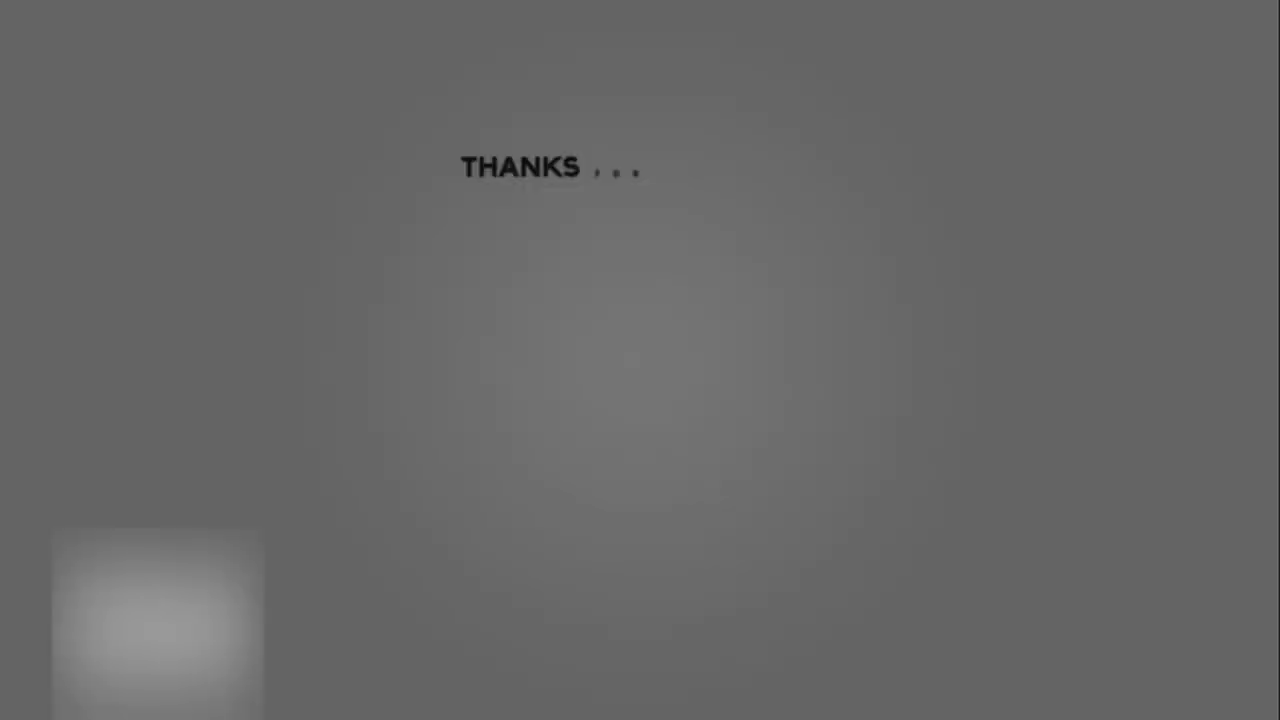 THANKS , . .